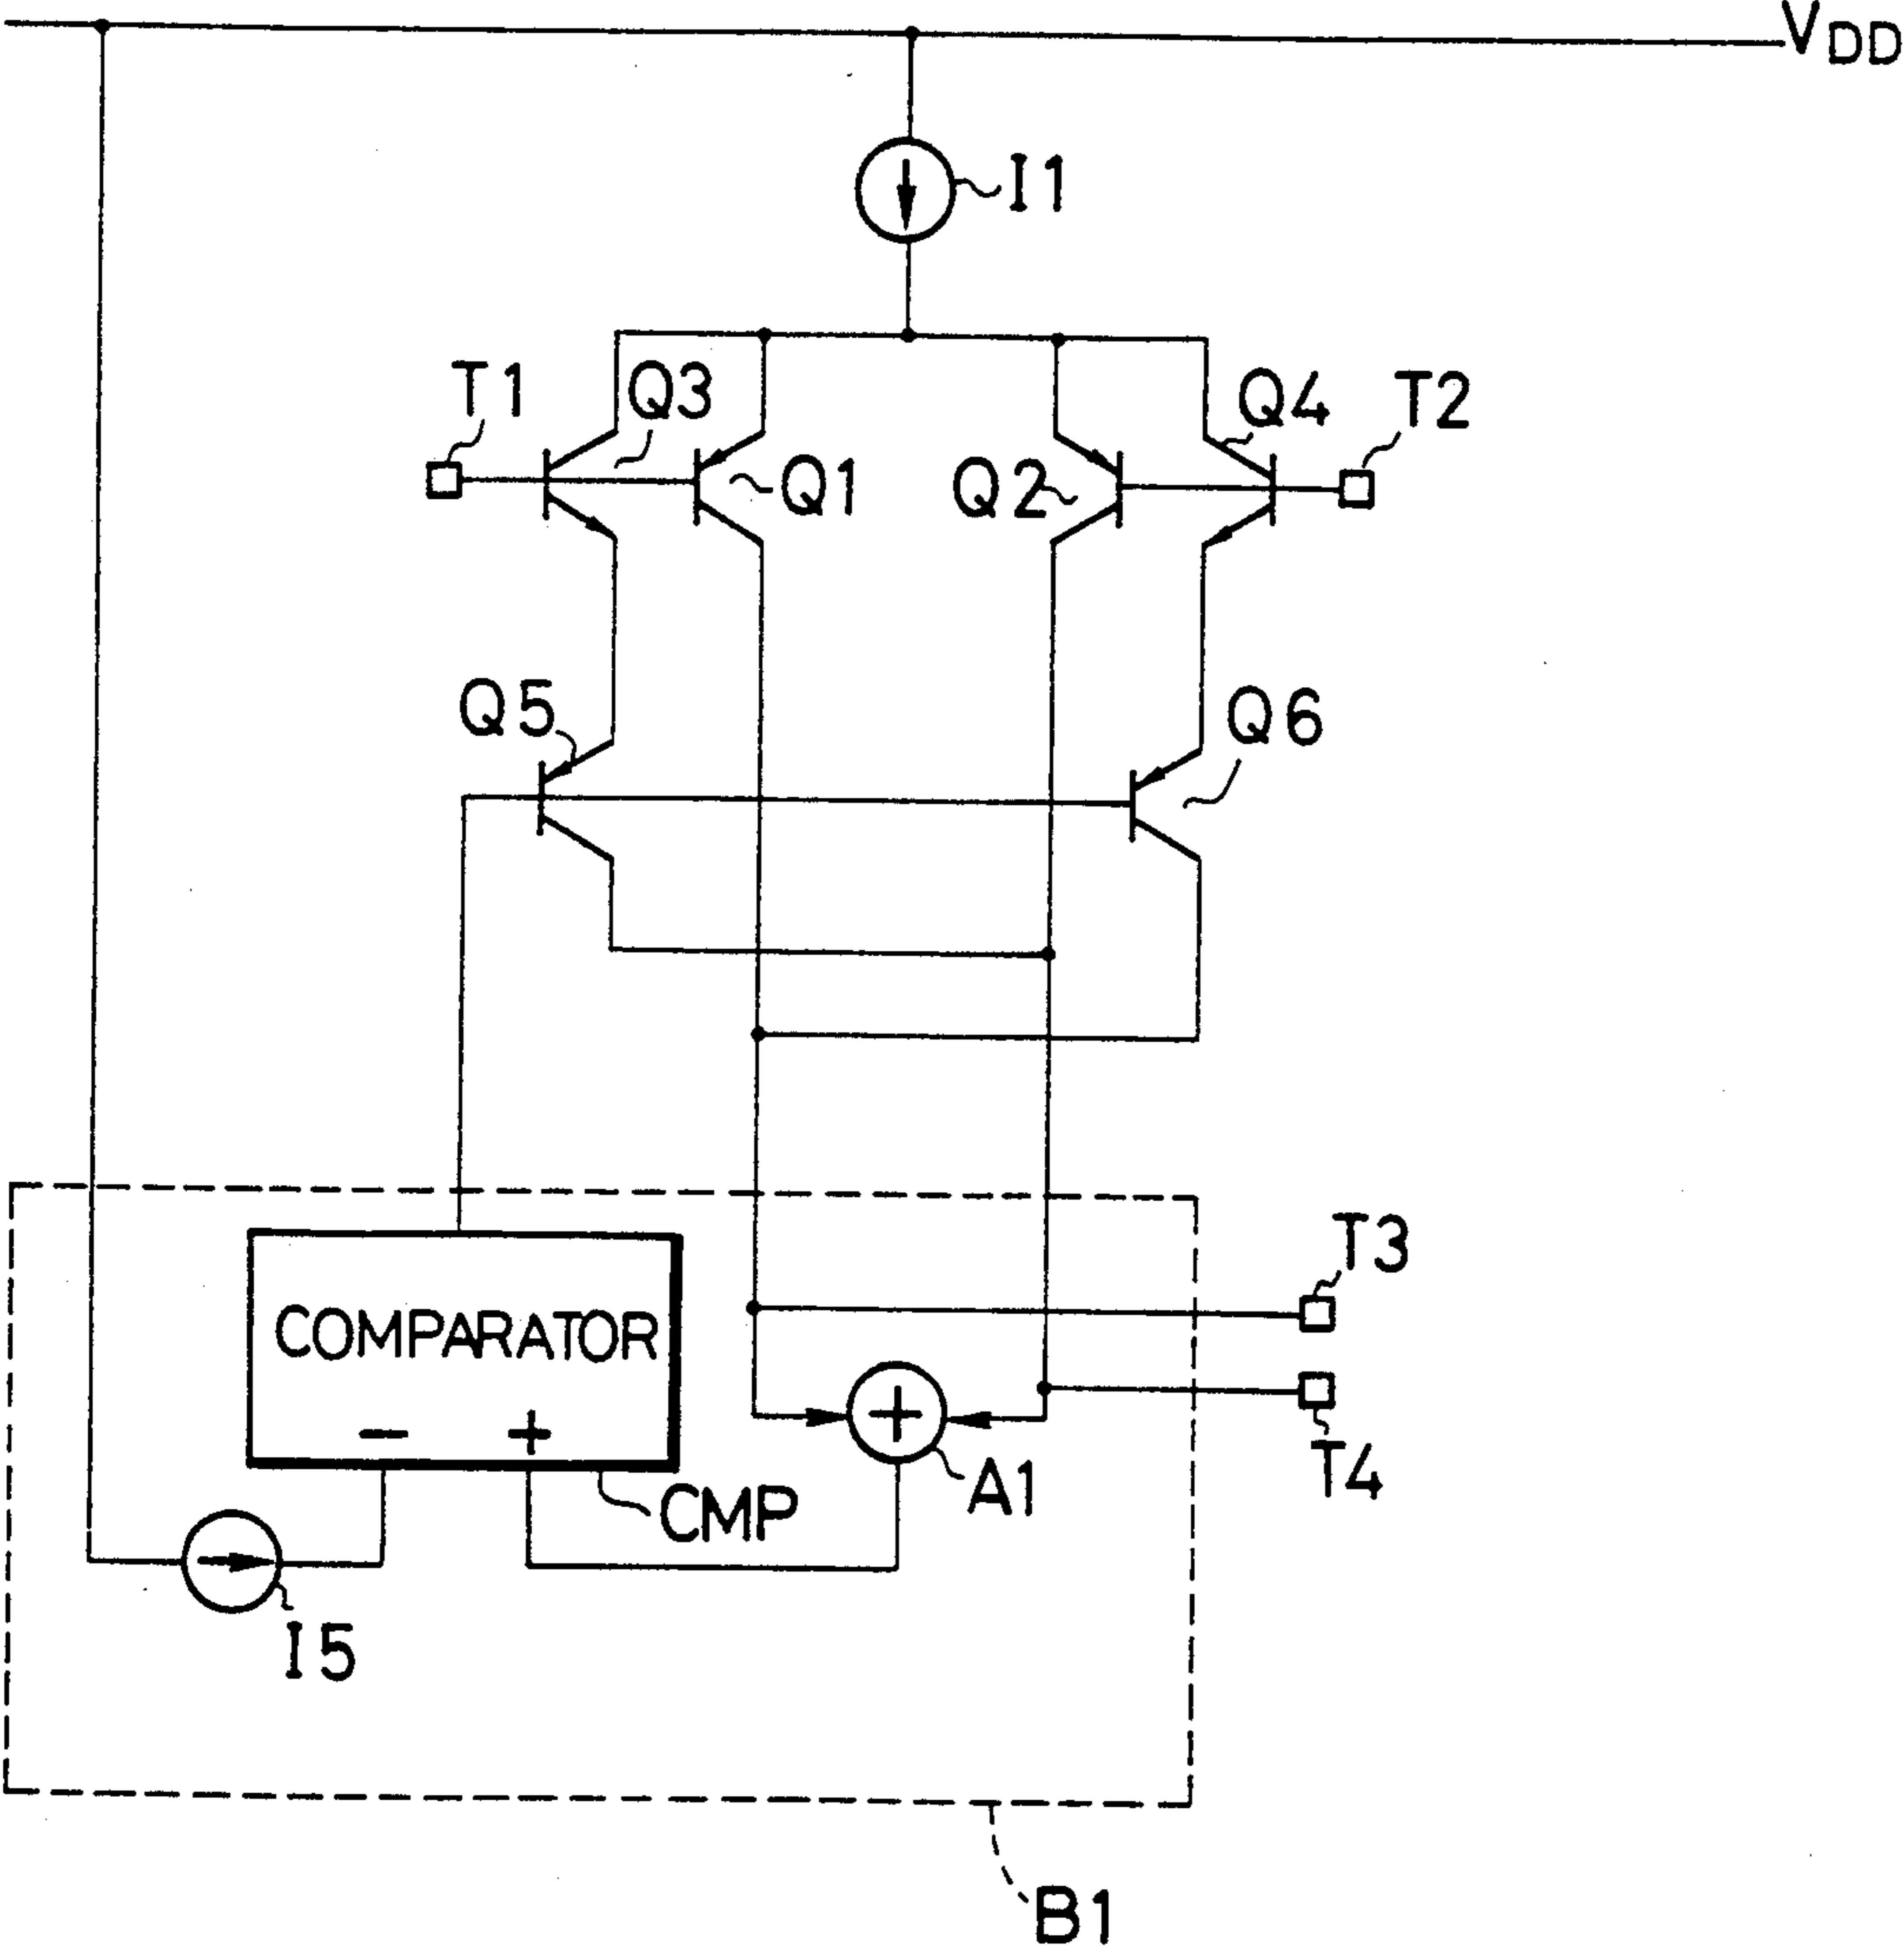 VDD
I1
T1
Q3
Q4
T2
Q1
Q2
Q5
Q6
T3
COMPARATOR
− +
A1
T4
CMP
I5
B1